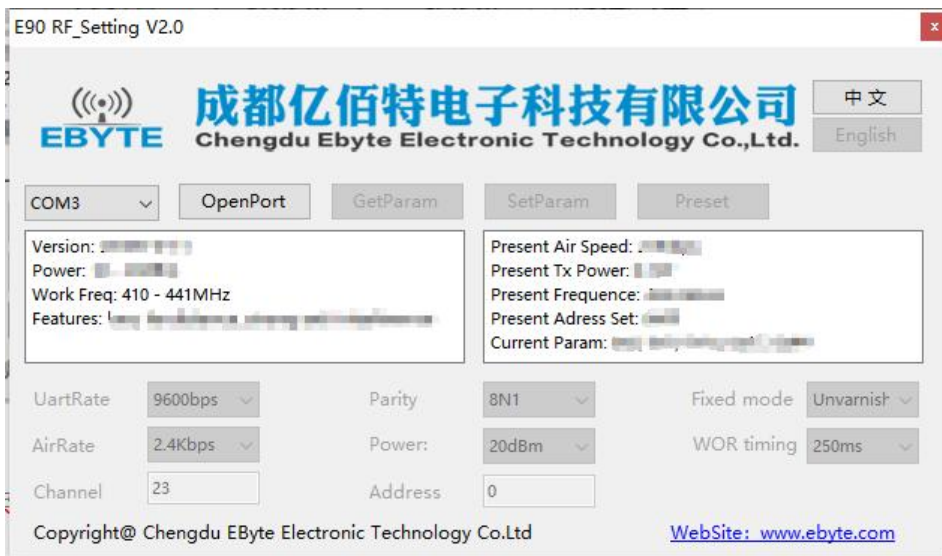 E90 RF_Setting V2.0
x
成都亿佰特电子科技有限公司
中文
EBYTE
Chengdu Ebyte Electronic Technology Co.,Ltd.
English
COM3
OpenPort
GetParam
SetParam
Preset
Version:
Power:
Work Freq: 410 - 441MHz
Features:
Present Air Speed:
Present Tx Power:
Present Frequence:
Present Adress Set:
Current Param:
UartRate 9600bps Parity 8N1 Fixed mode Unvarnish
AirRate 2.4Kbps Power: 20dBm WOR timing 250ms
Channel 23 Address 0
Copyright@ Chengdu EByte Electronic Technology Co.Ltd
WebSite: www.ebyte.com